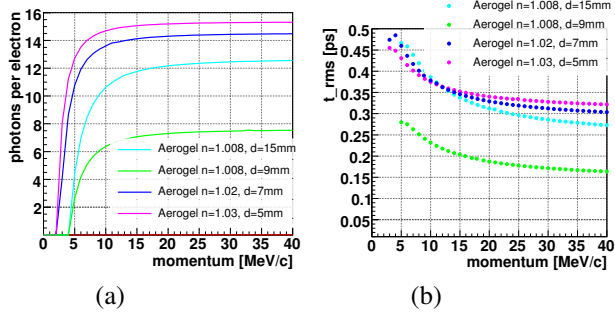 photons per electron
16
14
12
10
8
6
4
2
0 5 10 15 20 25 30 35 40
momentum [MeV/c]
Aerogel n=1.008, d=15mm
Aerogel n=1.008, d=9mm
Aerogel n=1.02, d=7mm
Aerogel n=1.03, d=5mm
(a)
Aerogel n=1.008, d=15mm
Aerogel n=1.008, d=9mm
Aerogel n=1.02, d=7mm
Aerogel n=1.03, d=5mm
t_rms [ps]
0.5
0.45
0.4
0.35
0.3
0.25
0.2
0.15
0.1
0.05
0 5 10 15 20 25 30 35 40
momentum [MeV/c]
(b)